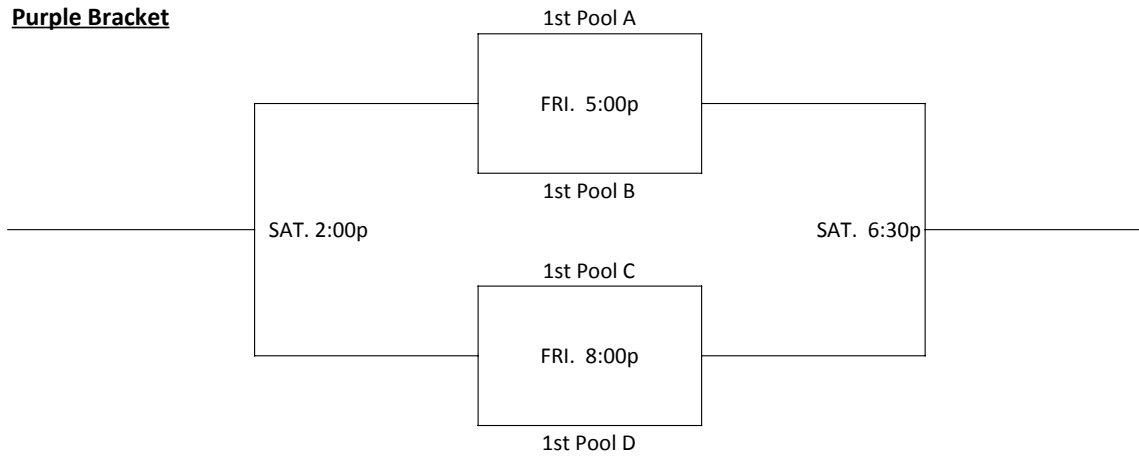 Purple Bracket
1st Pool A
FRI.  5:00p
1st Pool B
SAT. 2:00p
SAT.  6:30p
1st Pool C
FRI.  8:00p
1st Pool D